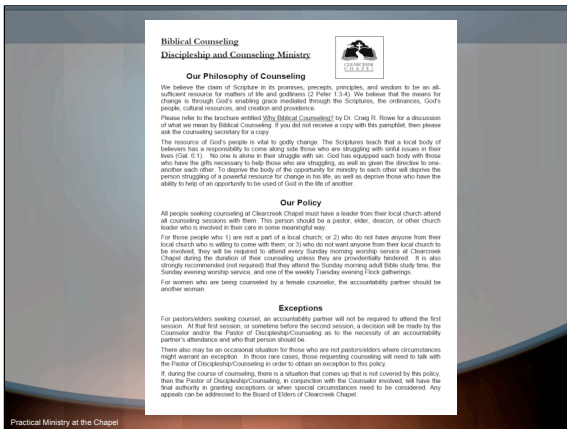 Biblical Counseling
Discipleship and Counseling Ministry
CLEARCREEK
CHAPEL
Our Philosophy of Counseling
We believe the claim of Scripture in its promises, precepts, principles, and wisdom to be an all-
sufficient resource for matters of life and godliness (2 Peter 1:3-4). We believe that the means for
change is through God's enabling grace mediated through the Scriptures, the ordinances, God's
people, cultural resources, and creation and providence.
Please refer to the brochure entitled Why Biblical Counseling? by Dr. Craig R. Rowe for a discussion
of what we mean by Biblical Counseling. If you did not receive a copy with this pamphlet, then please
ask the counseling secretary for a copy.
The resource of God's people is vital to godly change. The Scriptures teach that a local body of
believers has a responsibility to come along side those who are struggling with sinful issues in their
lives (Gal. 6:1). No one is alone in their struggle with sin. God has equipped each body with those
who have the gifts necessary to help those who are struggling, as well as given the directive to one-
another each other. To deprive the body of the opportunity for ministry to each other will deprive the
person struggling of a powerful resource for change in his life, as well as deprive those who have the
ability to help of an opportunity to be used of God in the life of another.
Our Policy
All people seeking counseling at Clearcreek Chapel must have a leader from their local church attend
all counseling sessions with them. This person should be a pastor, elder, deacon, or other church
leader who is involved in their care in some meaningful way.
For those people who 1) are not a part of a local church; or 2) who do not have anyone from their
local church who is willing to come with them; or 3) who do not want anyone from their local church to
be involved, they will be required to attend every Sunday morning worship service at Clearcreek
Chapel during the duration of their counseling unless they are providentially hindered. It is also
strongly recommended (not required) that they attend the Sunday morning adult Bible study time, the
Sunday evening worship service, and one of the weekly Tuesday evening Flock gatherings.
For women who are being counseled by a female counselor, the accountability partner should be
another woman.
Exceptions
For pastors/elders seeking counsel, an accountability partner will not be required to attend the first
session. At that first session, or sometime before the second session, a decision will be made by the
Counselor and/or the Pastor of Discipleship/Counseling as to the necessity of an accountability
partner's attendance and who that person should be.
There also may be an occasional situation for those who are not pastors/elders where circumstances
might warrant an exception. In those rare cases, those requesting counseling will need to talk with
the Pastor of Discipleship/Counseling in order to obtain an exception to this policy.
If, during the course of counseling, there is a situation that comes up that is not covered by this policy,
then the Pastor of Discipleship/Counseling, in conjunction with the Counselor involved, will have the
final authority in granting exceptions or when special circumstances need to be considered. Any
appeals can be addressed to the Board of Elders of Clearcreek Chapel.
Practical Ministry at the Chapel